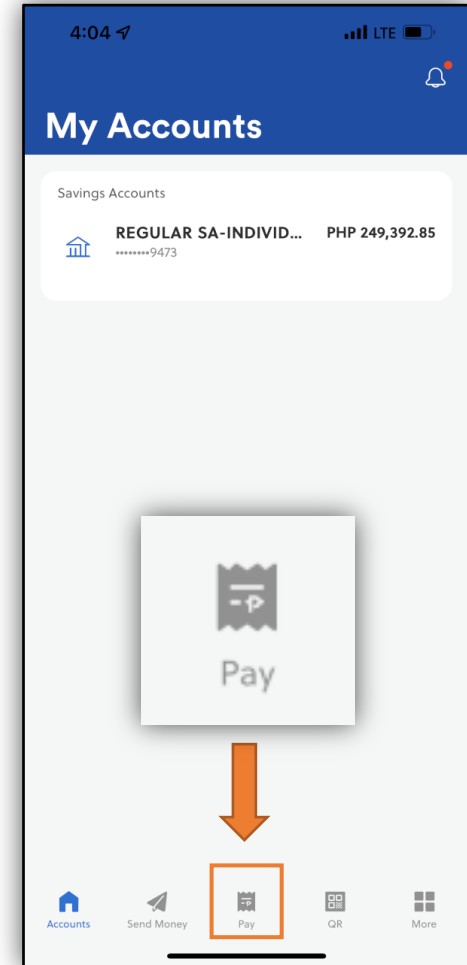 4:04 LTE
My Accounts
Savings Accounts
REGULAR SA-INDIVID... PHP 249,392.85
••••••••9473
-P
Pay
Accounts Send Money Pay QR More